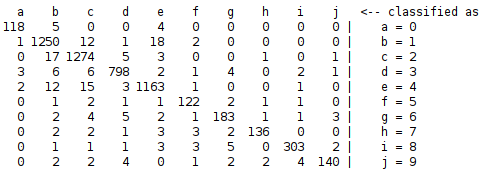 a b c d e f g h i j <-- classified as
118 5 0 0 4 0 0 0 0 0 | a = 0
1 1250 12 1 18 2 0 0 0 0 | b = 1
0 17 1274 5 3 0 0 1 0 1 | c = 2
3 6 6 798 2 1 4 0 2 1 | d = 3
2 12 15 3 1163 1 0 0 1 0 | e = 4
0 1 2 1 1 122 2 1 1 0 | f = 5
0 2 4 5 2 1 183 1 1 3 | g = 6
0 2 2 1 3 3 2 136 0 0 | h = 7
0 1 1 1 3 3 5 0 303 2 | i = 8
0 2 2 4 0 1 2 2 4 140 | j = 9